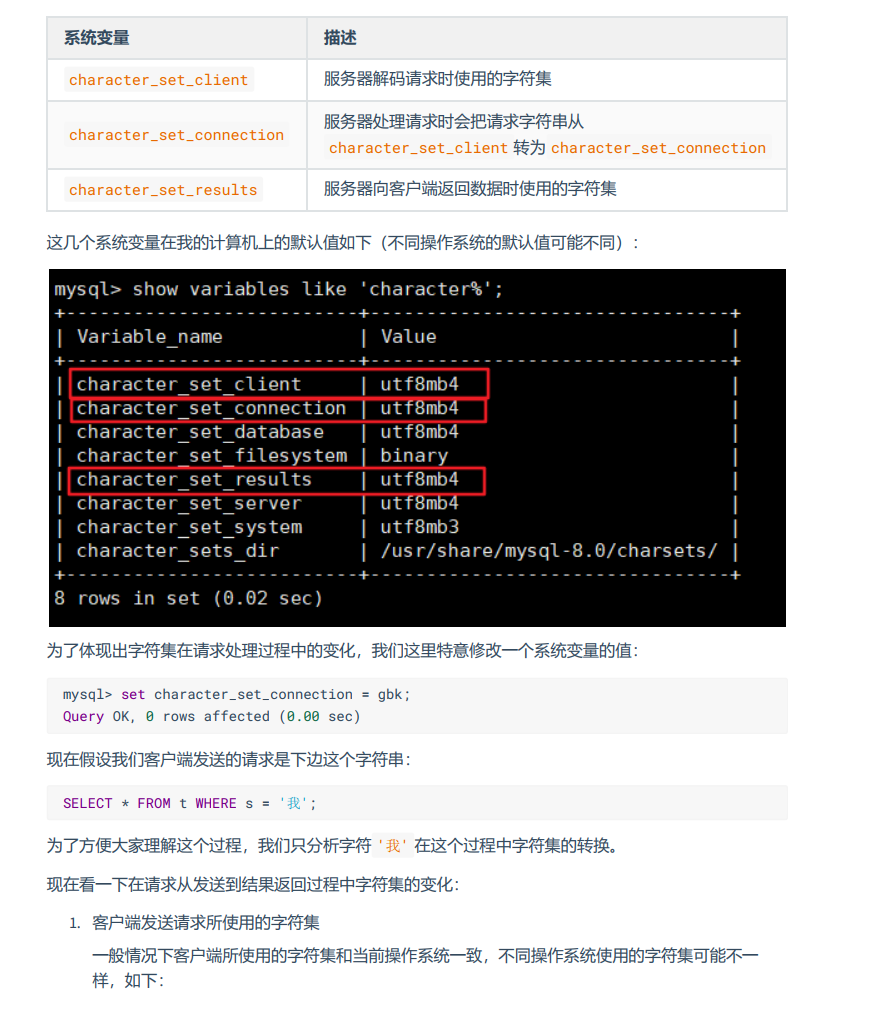 系统变量 描述
character_set_client 服务器解码请求时使用的字符集
character_set_connection 服务器处理请求时会把请求字符串从
character_set_client 转为 character_set_connection
character_set_results 服务器向客户端返回数据时使用的字符集
这几个系统变量在我的计算机上的默认值如下（不同操作系统的默认值可能不同）：
mysql> show variables like 'character%';
+--------------------------+--------------------------------+
| Variable_name | Value |
+--------------------------+--------------------------------+
| character_set_client | utf8mb4 |
| character_set_connection | utf8mb4 |
| character_set_database | utf8mb4 |
| character_set_filesystem | binary |
| character_set_results | utf8mb4 |
| character_set_server | utf8mb4 |
| character_set_system | utf8mb3 |
| character_sets_dir | /usr/share/mysql-8.0/charsets/ |
+--------------------------+--------------------------------+
8 rows in set (0.02 sec)
为了体现出字符集在请求处理过程中的变化，我们这里特意修改一个系统变量的值：
mysql> set character_set_connection = gbk;
Query OK, 0 rows affected (0.00 sec)
现在假设我们客户端发送的请求是下边这个字符串：
SELECT * FROM t WHERE s = '我';
为了方便大家理解这个过程，我们只分析字符 '我' 在这个过程中字符集的转换。
现在看一下在请求从发送到结果返回过程中字符集的变化：
1. 客户端发送请求所使用的字符集
一般情况下客户端所使用的字符集和当前操作系统一致，不同操作系统使用的字符集可能不一
样，如下：